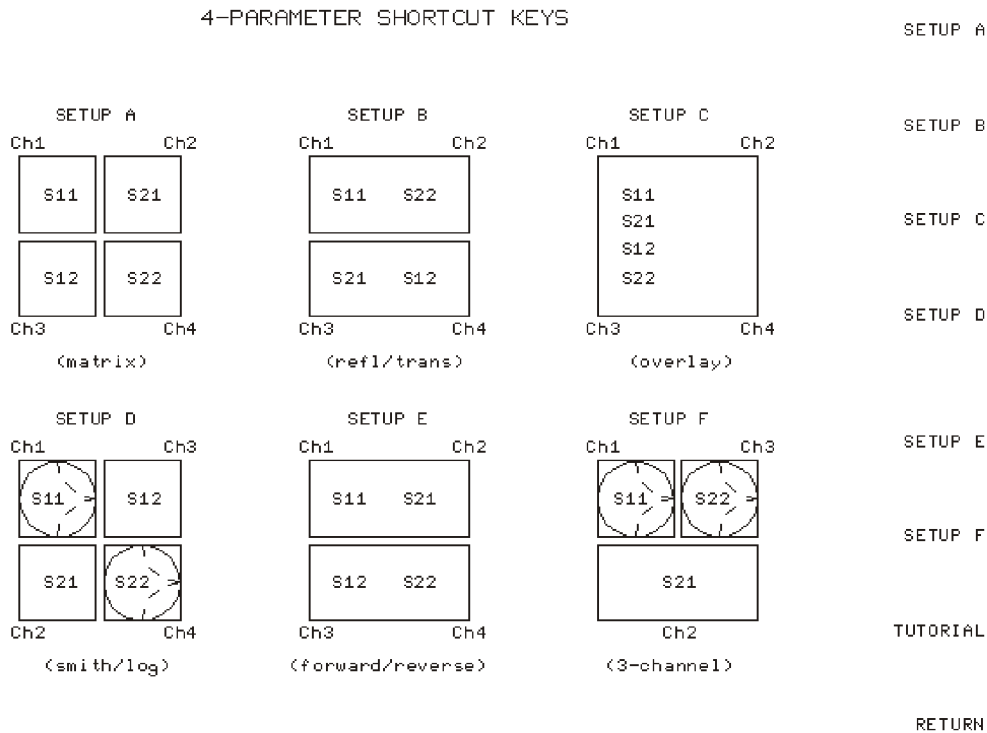 4-PARAMETER SHORTCUT KEYS
SETUP A SETUP B SETUP C
Ch1 Ch2 Ch1 Ch2 Ch1 Ch2
S11 S21 S11 S22 S11
S21
S12 S22 S21 S12 S12
S22
Ch3 Ch4 Ch3 Ch4 Ch3 Ch4
(matrix) (refl/trans) (overlay)
SETUP D SETUP E SETUP F
Ch1 Ch3 Ch1 Ch2 Ch1 Ch3
S11 S12 S11 S21 S11 S22
S21 S22 S12 S22 S21
Ch2 Ch4 Ch3 Ch4 Ch2
(smith/log) (forward/reverse) (3-channel)
SETUP A
SETUP B
SETUP C
SETUP D
SETUP E
SETUP F
TUTORIAL
RETURN